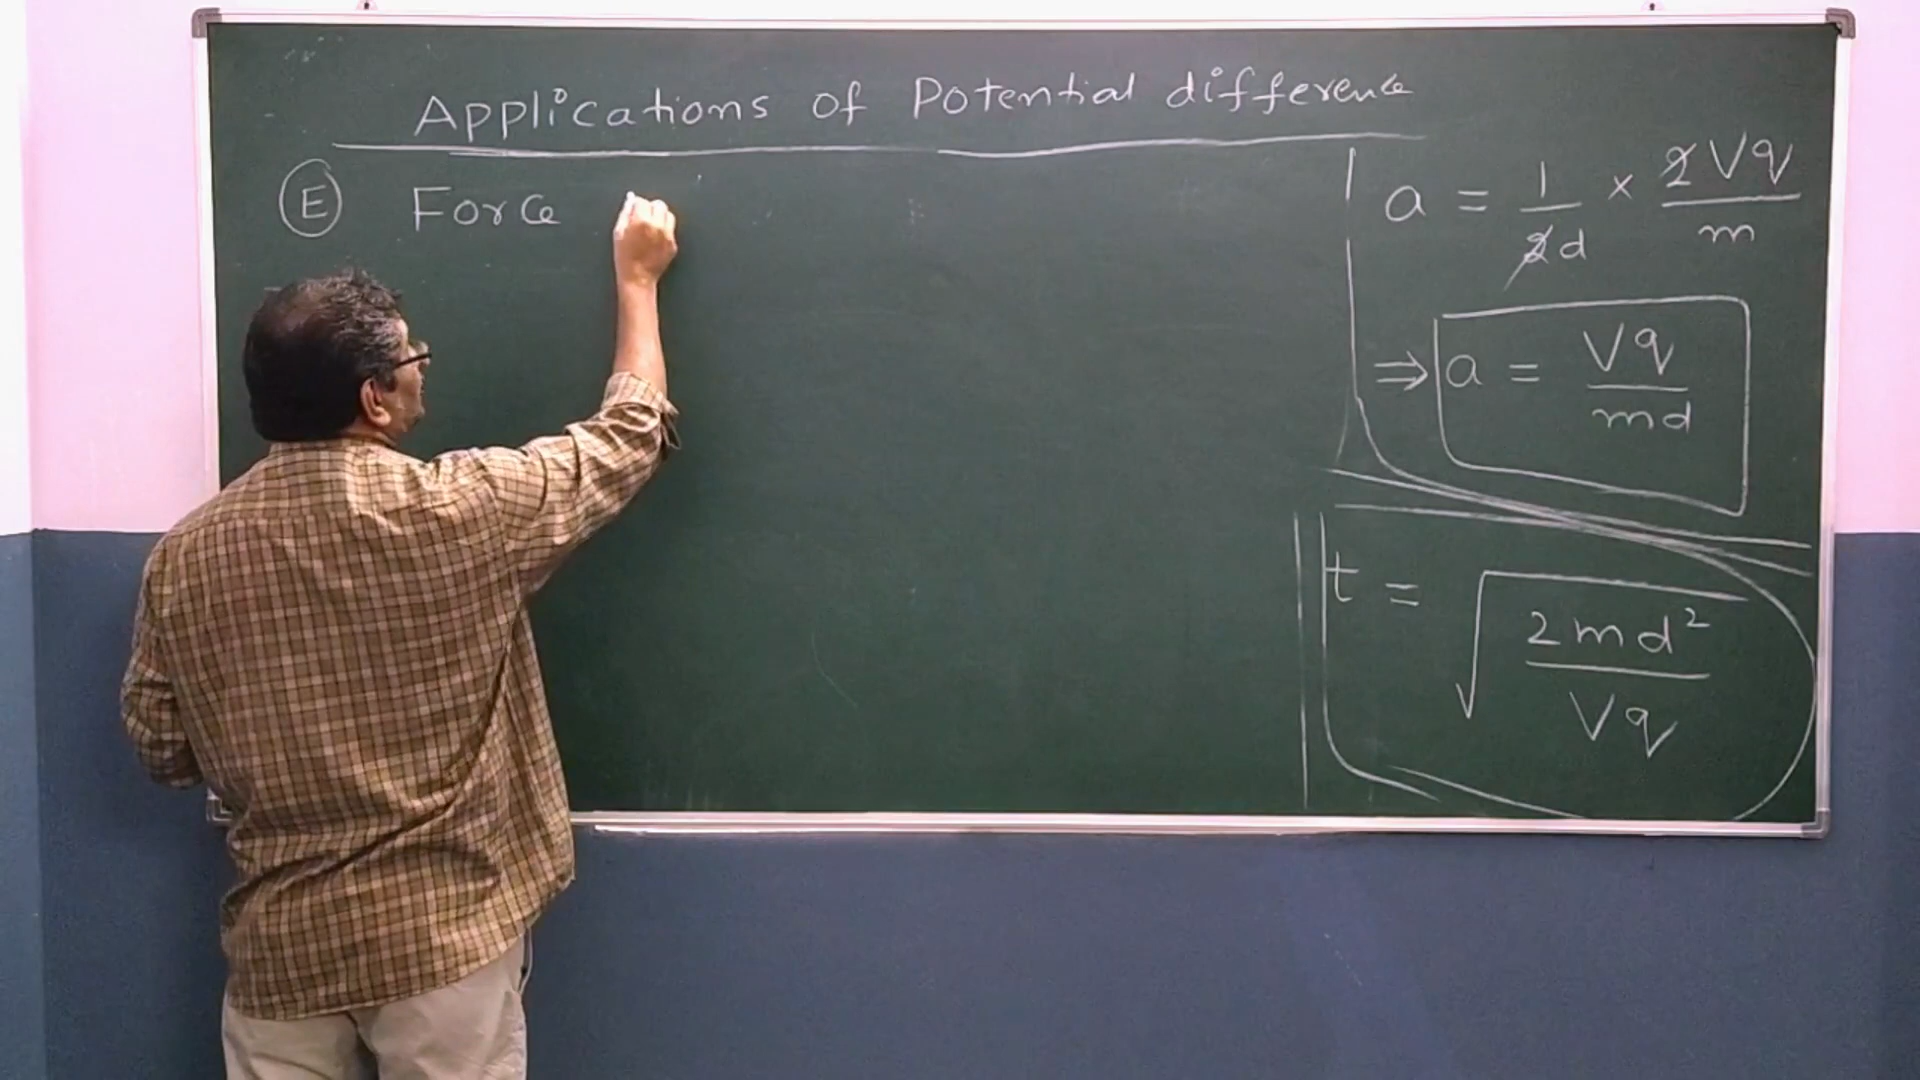 Applications of Potential difference
E Force
a = 1/2d × 2Vq/m
⇒ a = Vq/md
t = √(2md²/Vq)